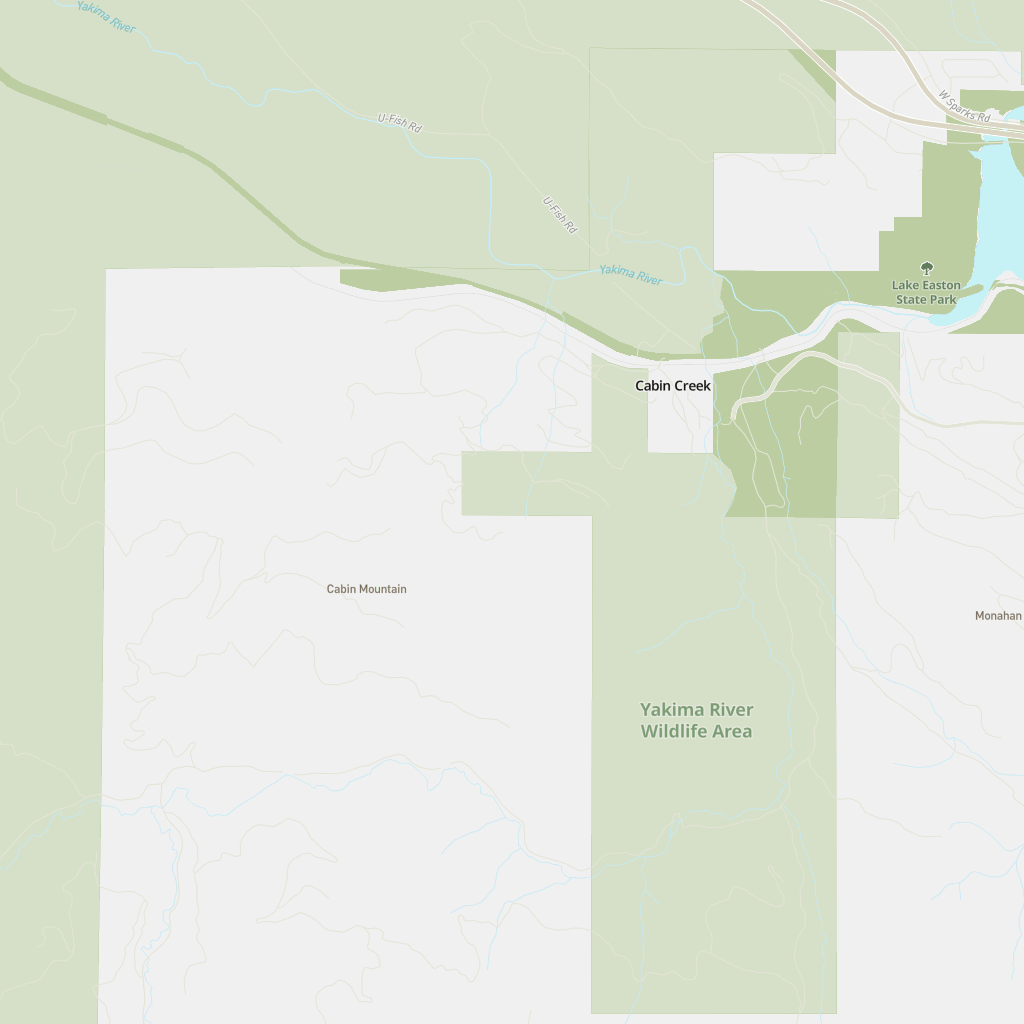 Yakima River
U-Fish Rd
W Sparks Rd
U-Fish Rd
Yakima River
Lake Easton
State Park
Cabin Creek
Cabin Mountain
Monahan
Yakima River
Wildlife Area